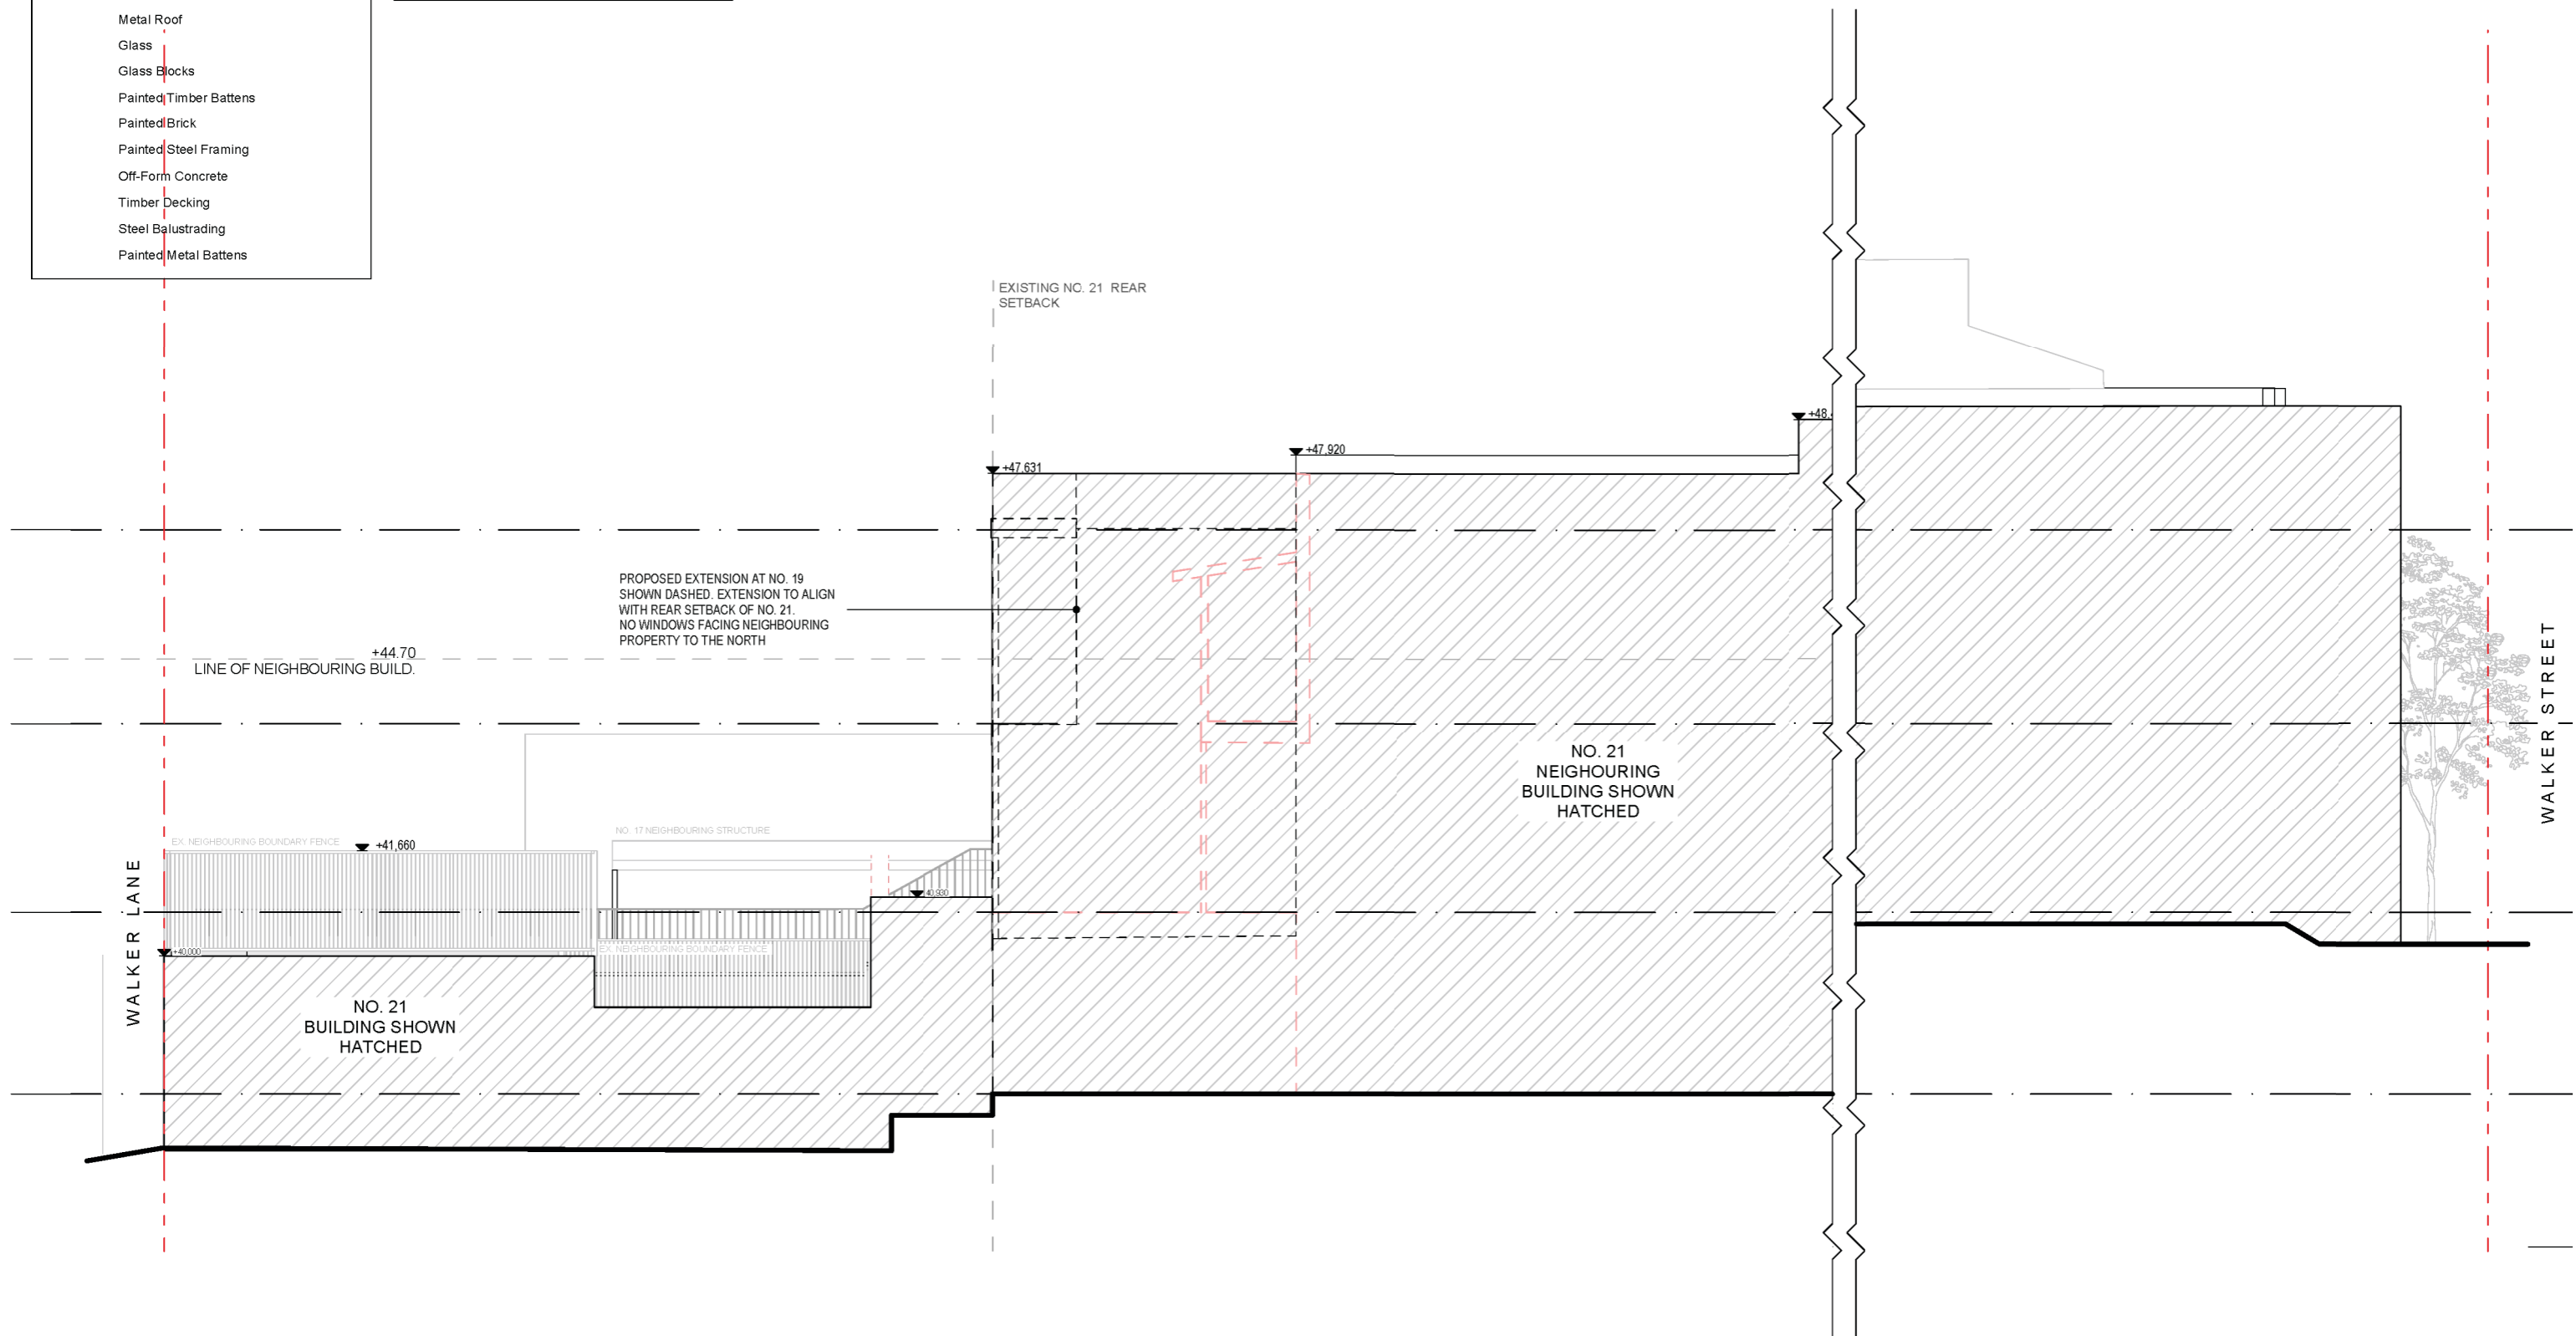 Metal Roof
Glass
Glass Blocks
Painted Timber Battens
Painted Brick
Painted Steel Framing
Off-Form Concrete
Timber Decking
Steel Balustrading
Painted Metal Battens
EXISTING NO. 21 REAR
SETBACK
+48.
+47,920
+47,631
PROPOSED EXTENSION AT NO. 19
SHOWN DASHED. EXTENSION TO ALIGN
WITH REAR SETBACK OF NO. 21.
NO WINDOWS FACING NEIGHBOURING
PROPERTY TO THE NORTH
+44.70
LINE OF NEIGHBOURING BUILD.
WALKER STREET
NO. 21
NEIGHOURING
BUILDING SHOWN
HATCHED
NO. 17 NEIGHBOURING STRUCTURE
EX. NEIGHBOURING BOUNDARY FENCE
+41,660
40,930
WALKER LANE
EX. NEIGHBOURING BOUNDARY FENCE
+40,000
NO. 21
BUILDING SHOWN
HATCHED